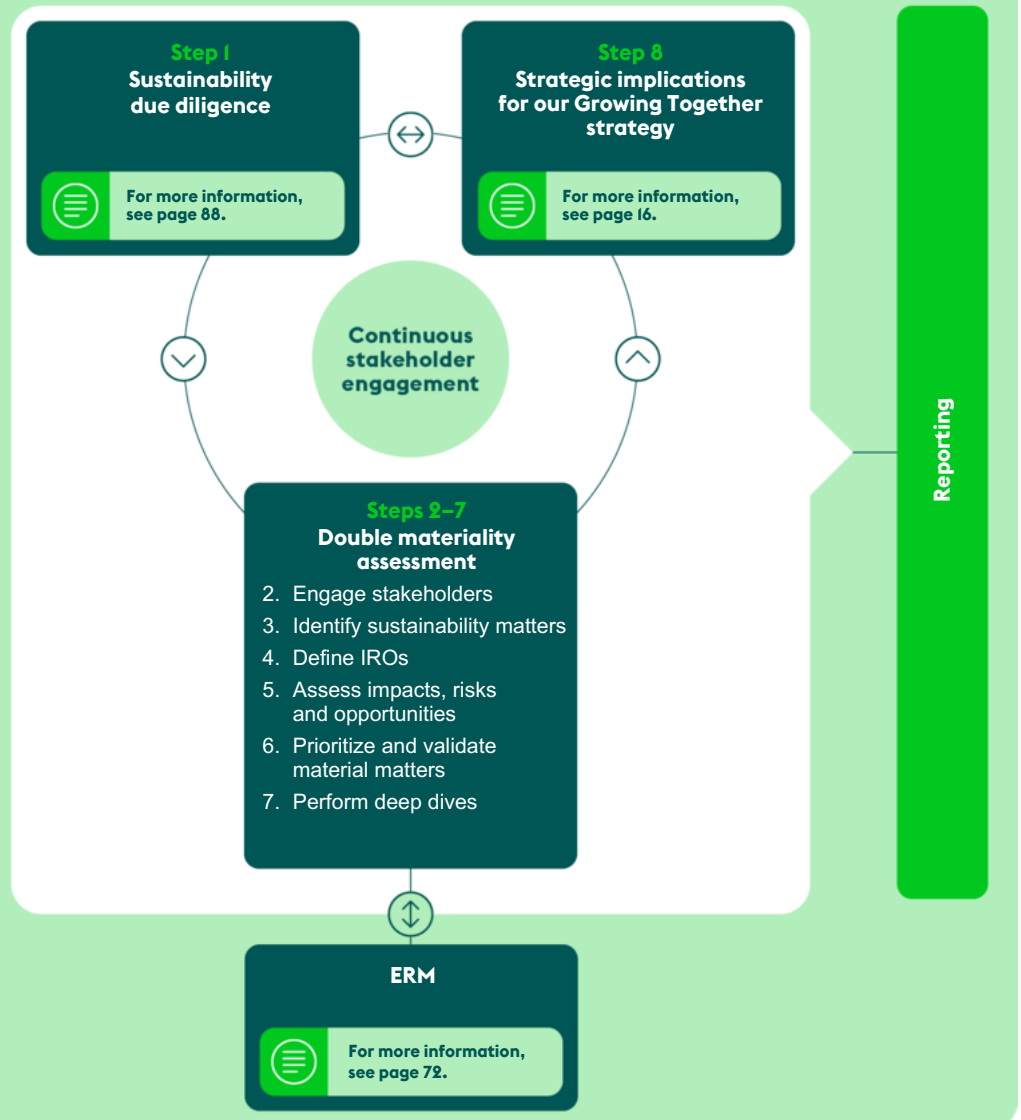 Step 1
Sustainability
due diligence
For more information,
see page 88.
Step 8
Strategic implications
for our Growing Together
strategy
For more information,
see page 16.
Continuous
stakeholder
engagement
Steps 2–7
Double materiality
assessment
2. Engage stakeholders
3. Identify sustainability matters
4. Define IROs
5. Assess impacts, risks
and opportunities
6. Prioritize and validate
material matters
7. Perform deep dives
ERM
For more information,
see page 72.
Reporting